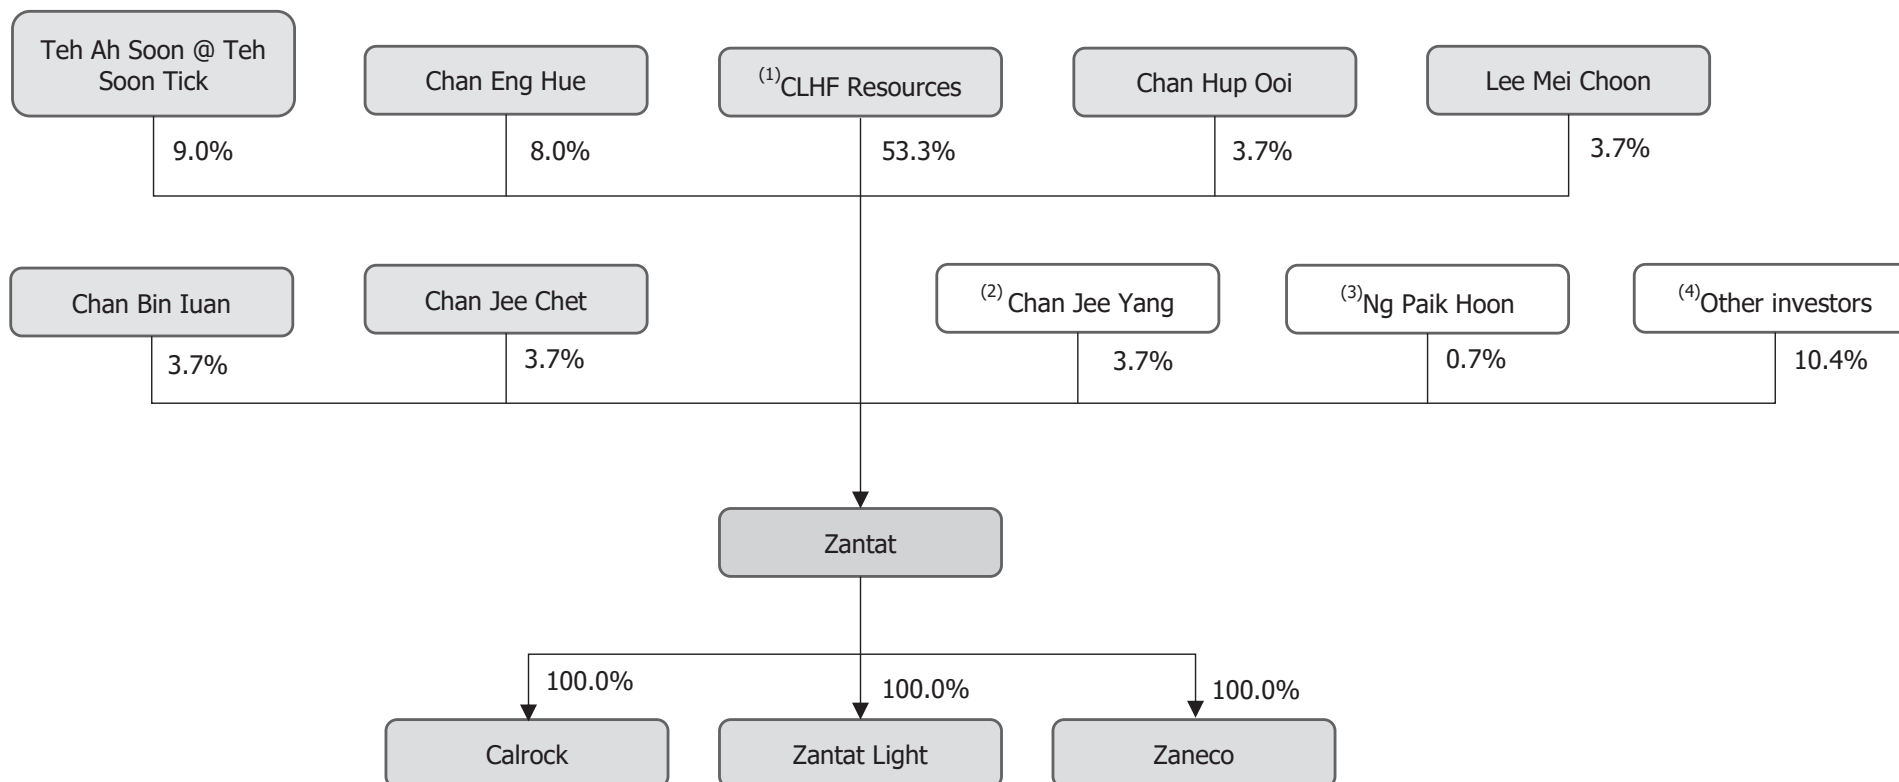 Teh Ah Soon @ Teh
Soon Tick
Chan Eng Hue
(1)CLHF Resources
Chan Hup Ooi
Lee Mei Choon
9.0%
8.0%
53.3%
3.7%
3.7%
Chan Bin Iuan
Chan Jee Chet
(2) Chan Jee Yang
(3)Ng Paik Hoon
(4)Other investors
3.7%
3.7%
3.7%
0.7%
10.4%
Zantat
100.0%
100.0%
100.0%
Calrock
Zantat Light
Zaneco